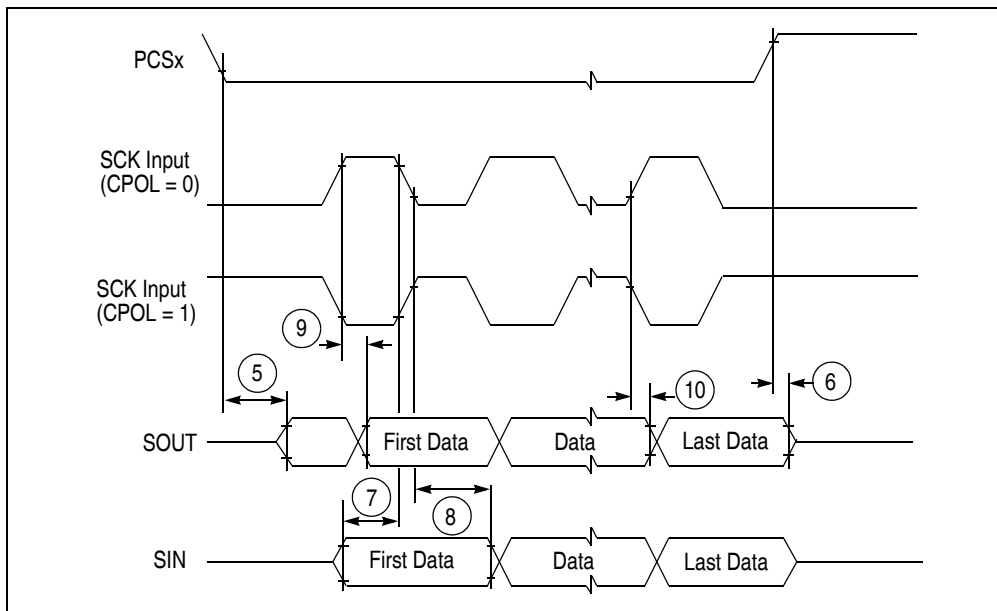 PCSx
SCK Input
(CPOL = 0)
SCK Input
(CPOL = 1)
9
5
10
6
SOUT
First Data
Data
Last Data
7
8
SIN
First Data
Data
Last Data